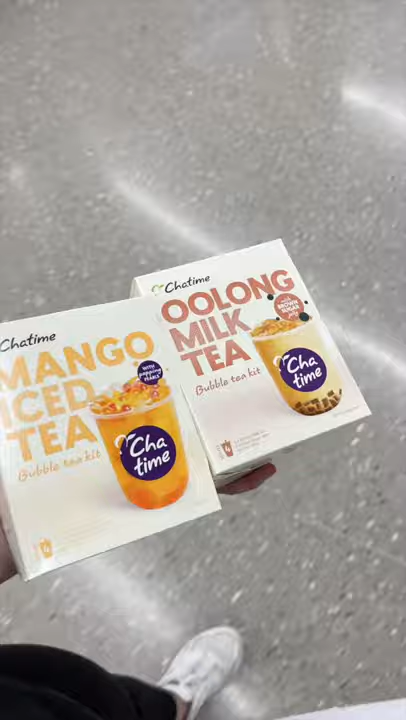 Chatime
MANGO
ICED
TEA
Bubble tea kit
with
popping
pearls
Cha
time
Chatime
OOLONG
MILK
TEA
Bubble tea kit
with
BROWN
SUGAR
Cha
time